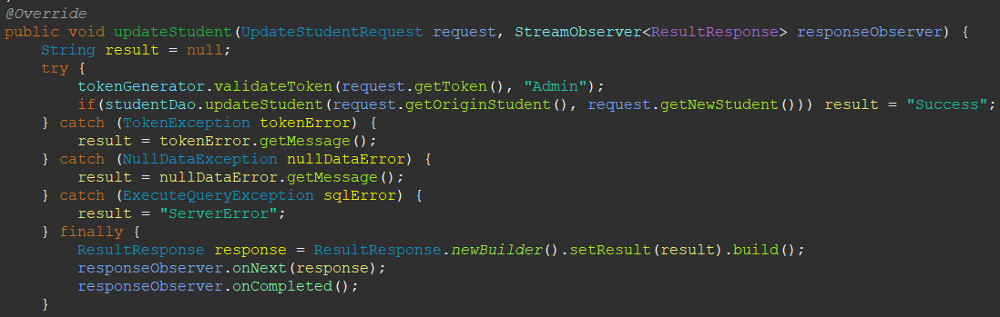 @Override
public void updateStudent(UpdateStudentRequest request, StreamObserver<ResultResponse> responseObserver) {
    String result = null;
    try {
        tokenGenerator.validateToken(request.getToken(), "Admin");
        if(studentDao.updateStudent(request.getOriginStudent(), request.getNewStudent())) result = "Success";
    } catch (TokenException tokenError) {
        result = tokenError.getMessage();
    } catch (NullDataException nullDataError) {
        result = nullDataError.getMessage();
    } catch (ExecuteQueryException sqlError) {
        result = "ServerError";
    } finally {
        ResultResponse response = ResultResponse.newBuilder().setResult(result).build();
        responseObserver.onNext(response);
        responseObserver.onCompleted();
    }